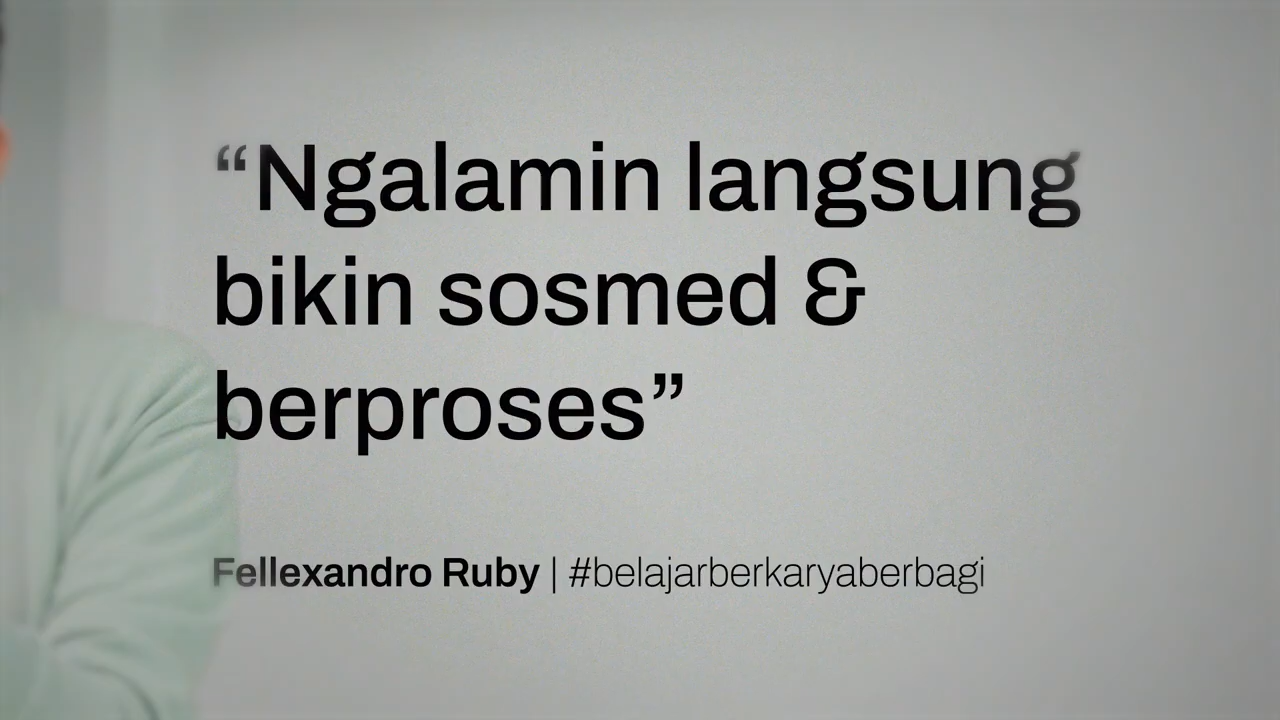 “Ngalamin langsung
bikin sosmed &
berproses”
Fellexandro Ruby | #belajarberkaryaberbagi